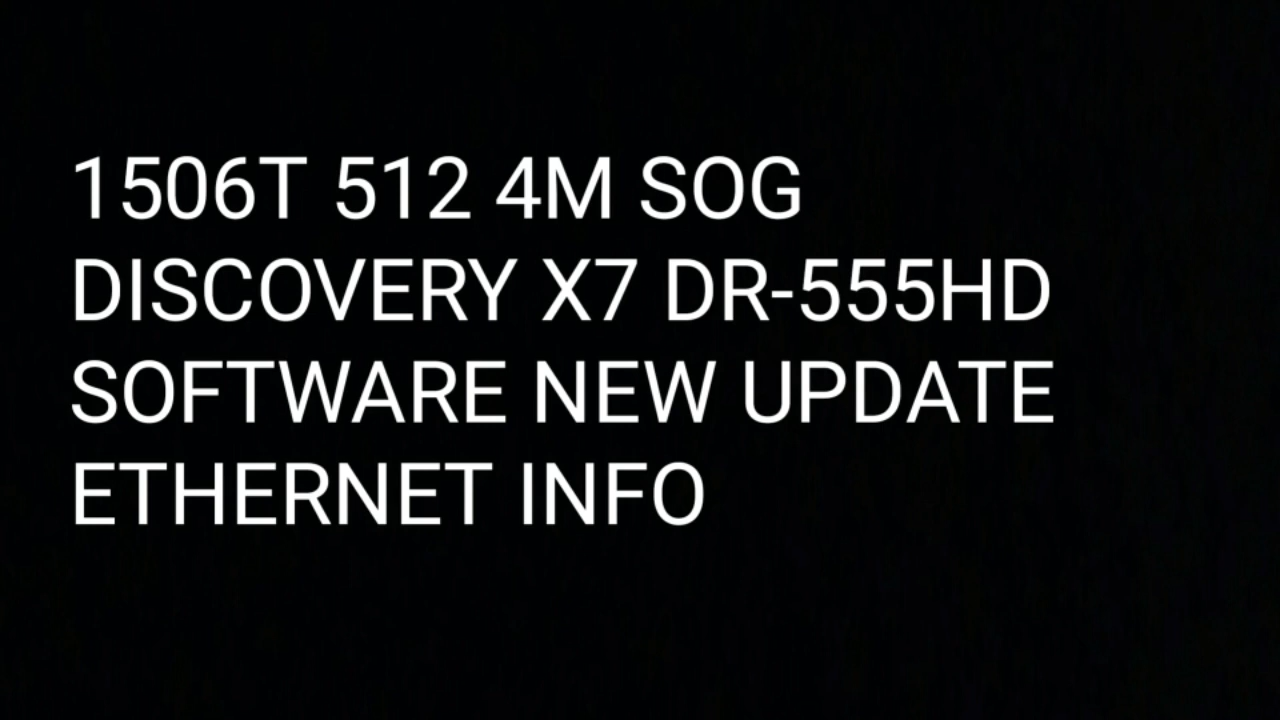 1506T 512 4M SOG
DISCOVERY X7 DR-555HD
SOFTWARE NEW UPDATE
ETHERNET INFO